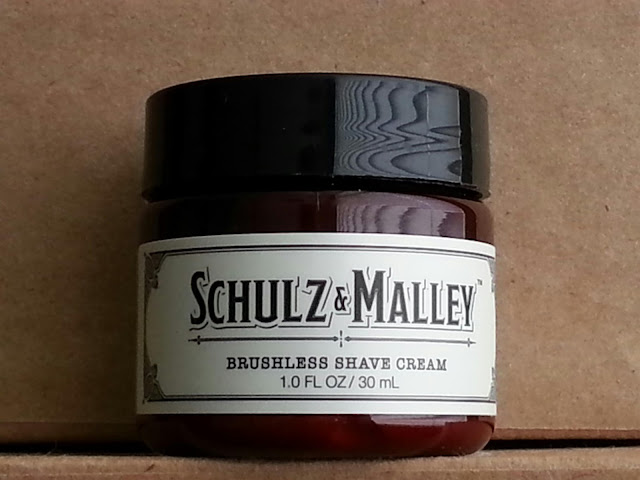 SCHULZ & MALLEY™
BRUSHLESS SHAVE CREAM
1.0 FL OZ / 30 mL